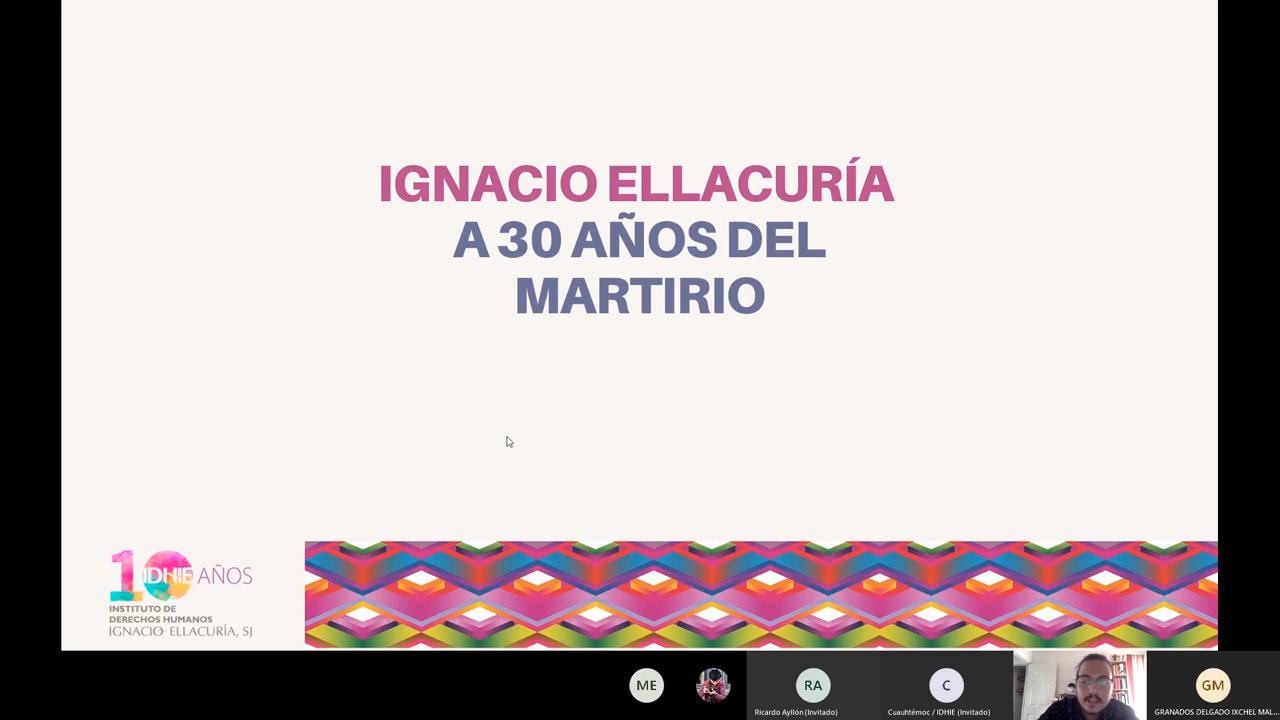 IGNACIO ELLACURÍA
A 30 AÑOS DEL
MARTIRIO
10 IDHIE AÑOS
INSTITUTO DE
DERECHOS HUMANOS
IGNACIO ELLACURÍA, SJ
ME
RA
C
GM
Ricardo Ayllón (Invitado)
Cuauhtémoc / IDHIE (Invitado)
GRANADOS DELGADO IXCHEL MAL...